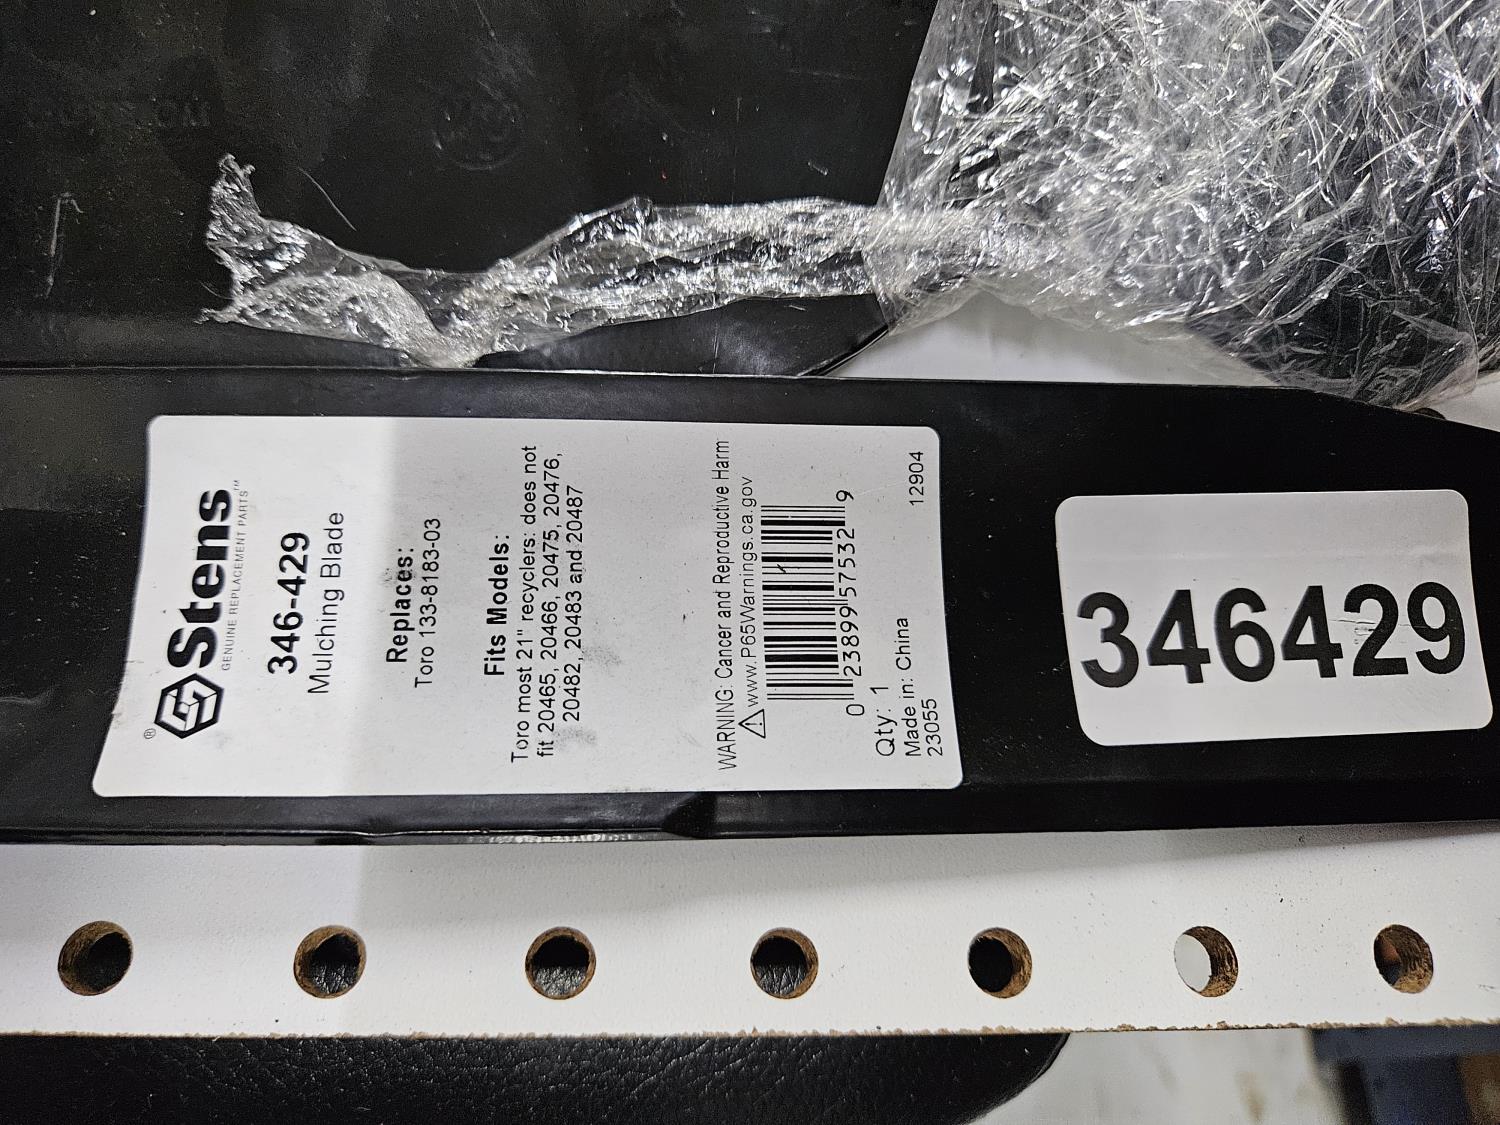 ®
Stens™
GENUINE REPLACEMENT PARTS
346-429
Mulching Blade
Replaces:
Toro 133-8183-03
Fits Models:
Toro most 21" recyclers: does not
fit 20465, 20466, 20475, 20476,
20482, 20483 and 20487
WARNING: Cancer and Reproductive Harm
www.P65Warnings.ca.gov
0 23899 57532 9
Qty: 1
Made in: China
23055
12904
346429